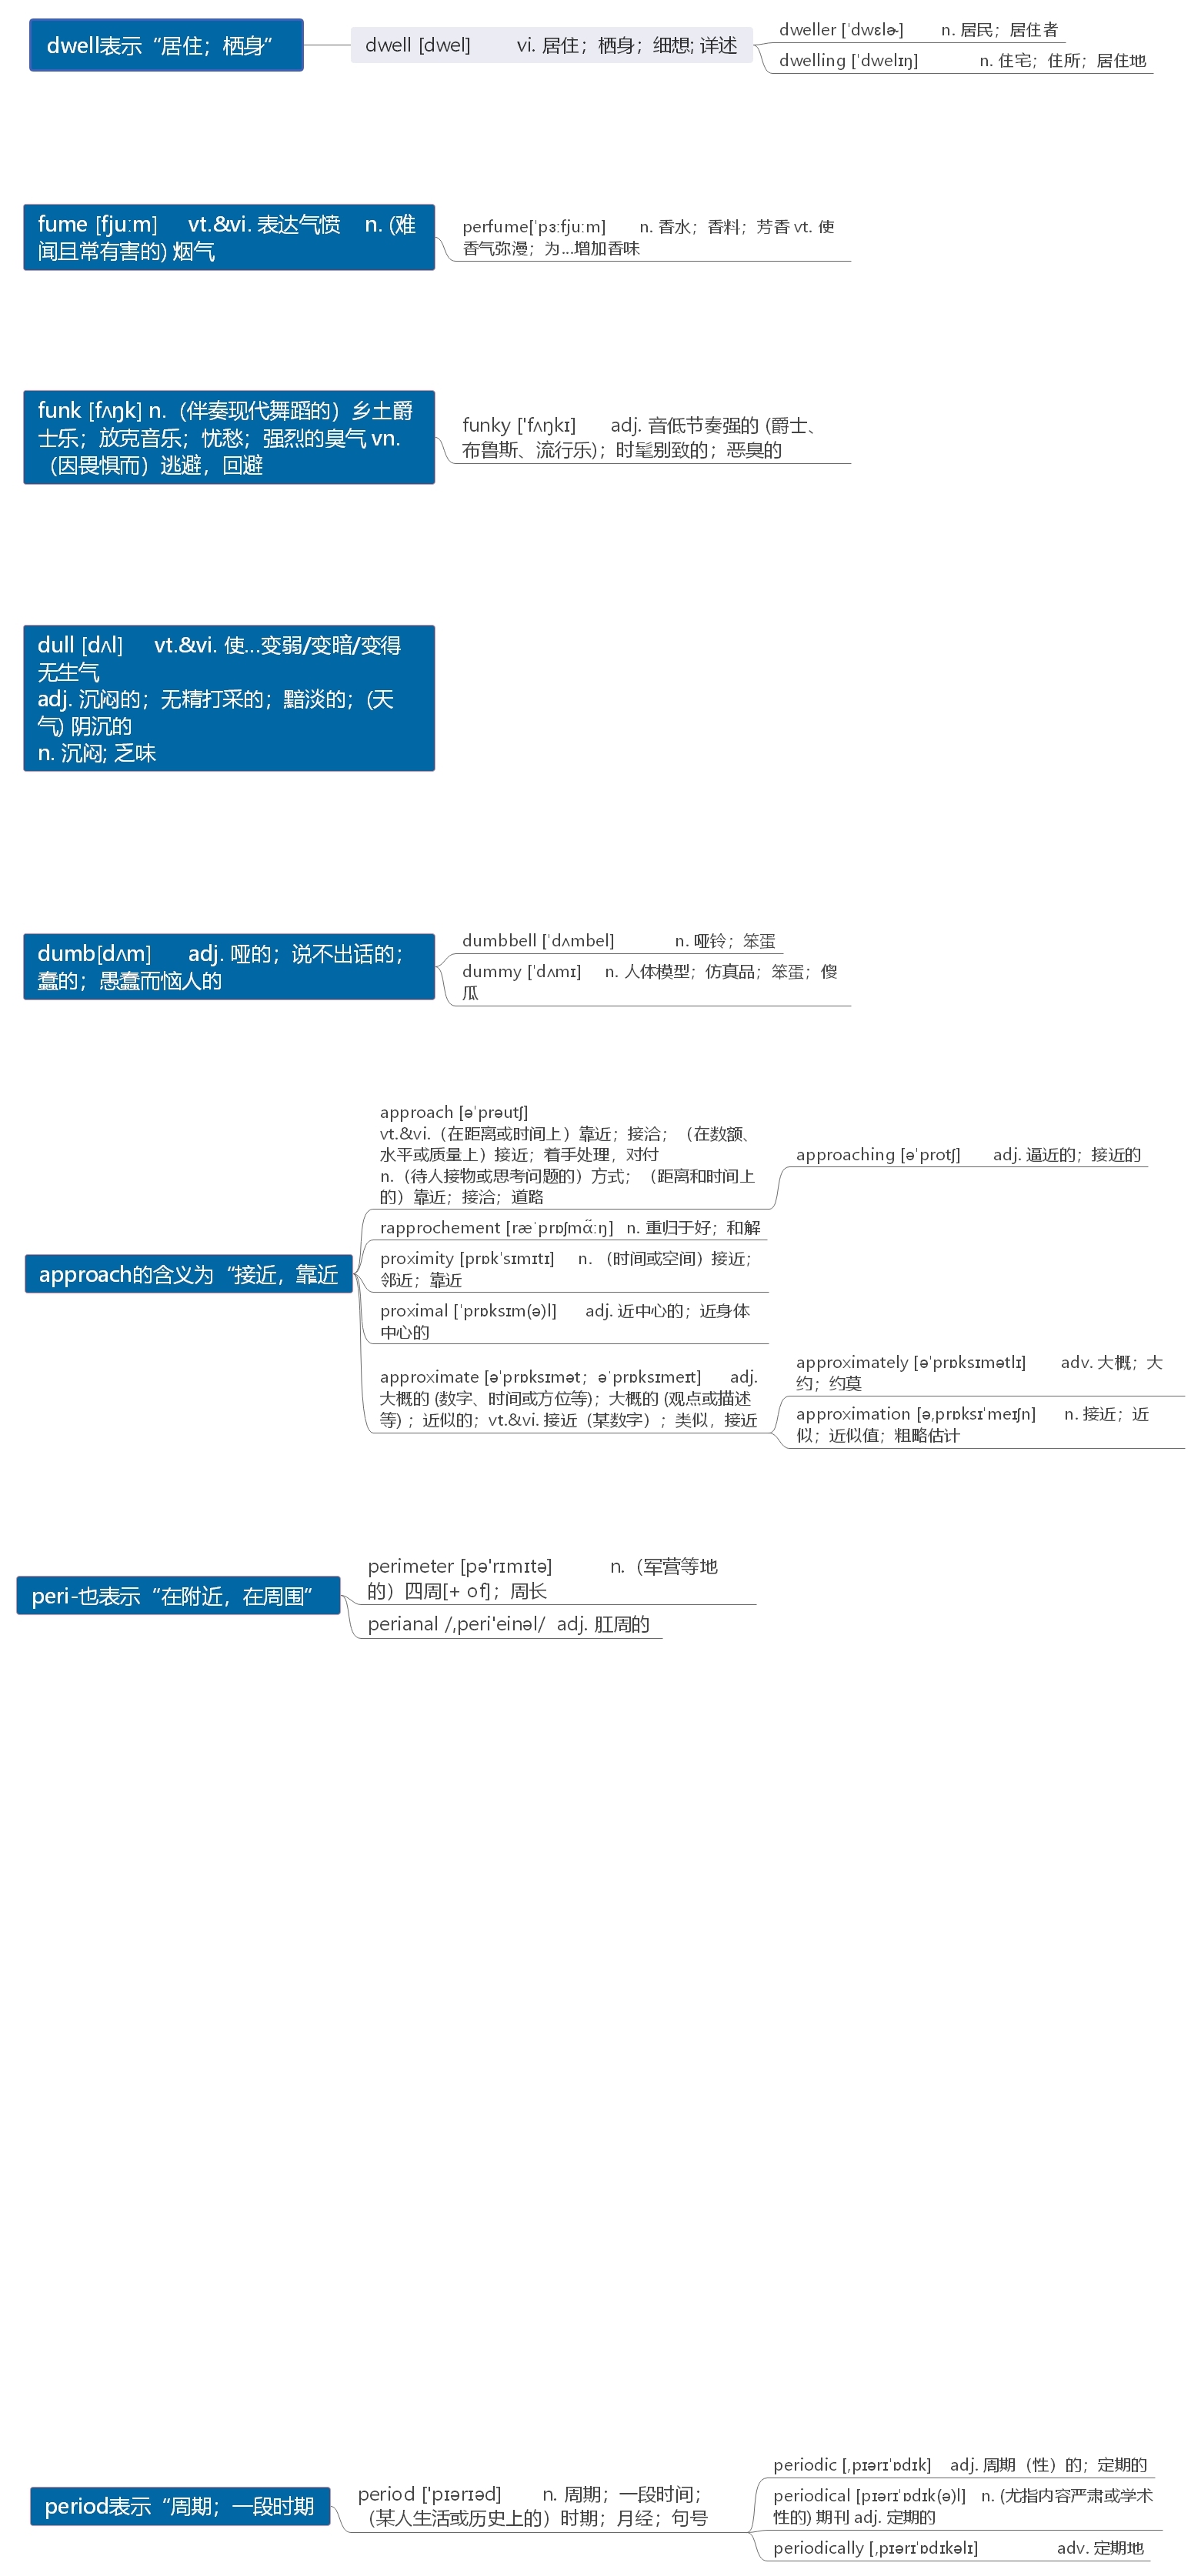 dwell表示“居住；栖身”
dwell [dwel] vi. 居住；栖身；细想; 详述
dweller [ˈdwɛlɚ] n. 居民；居住者
dwelling [ˈdwelɪŋ] n. 住宅；住所；居住地
fume [fjuːm] vt.&vi. 表达气愤 n. (难
闻且常有害的) 烟气
perfume[ˈpɜːfjuːm] n. 香水；香料；芳香 vt. 使
香气弥漫；为...增加香味
funk [fʌŋk] n.（伴奏现代舞蹈的）乡土爵
士乐；放克音乐；忧愁；强烈的臭气 vn.
（因畏惧而）逃避，回避
funky ['fʌŋkɪ] adj. 音低节奏强的 (爵士、
布鲁斯、流行乐)；时髦别致的；恶臭的
dull [dʌl] vt.&vi. 使...变弱/变暗/变得
无生气
adj. 沉闷的；无精打采的；黯淡的；(天
气) 阴沉的
n. 沉闷; 乏味
dumb[dʌm] adj. 哑的；说不出话的；
蠢的；愚蠢而恼人的
dumbbell [ˈdʌmbel] n. 哑铃；笨蛋
dummy [ˈdʌmɪ] n. 人体模型；仿真品；笨蛋；傻
瓜
approach的含义为“接近，靠近
approach [əˈprəutʃ]
vt.&vi.（在距离或时间上）靠近；接洽；（在数额、
水平或质量上）接近；着手处理，对付
n.（待人接物或思考问题的）方式；（距离和时间上
的）靠近；接洽；道路
approaching [əˈprotʃ] adj. 逼近的；接近的
rapprochement [ræˈprɒʃmɑ̃ːŋ] n. 重归于好；和解
proximity [prɒkˈsɪmɪtɪ] n. （时间或空间）接近；
邻近；靠近
proximal [ˈprɒksɪm(ə)l] adj. 近中心的；近身体
中心的
approximate [əˈprɒksɪmət；əˈprɒksɪmeɪt] adj.
大概的 (数字、时间或方位等)；大概的 (观点或描述
等) ；近似的；vt.&vi. 接近（某数字）；类似，接近
approximately [əˈprɒksɪmətlɪ] adv. 大概；大
约；约莫
approximation [əˌprɒksɪˈmeɪʃn] n. 接近；近
似；近似值；粗略估计
peri-也表示“在附近，在周围”
perimeter [pə'rɪmɪtə] n.（军营等地
的）四周[+ of]；周长
perianal /ˌperi'einəl/ adj. 肛周的
period表示“周期；一段时期
period ['pɪərɪəd] n. 周期；一段时间；
（某人生活或历史上的）时期；月经；句号
periodic [ˌpɪərɪˈɒdɪk] adj. 周期（性）的；定期的
periodical [pɪərɪˈɒdɪk(ə)l] n. (尤指内容严肃或学术
性的) 期刊 adj. 定期的
periodically [ˌpɪərɪˈɒdɪkəlɪ] adv. 定期地